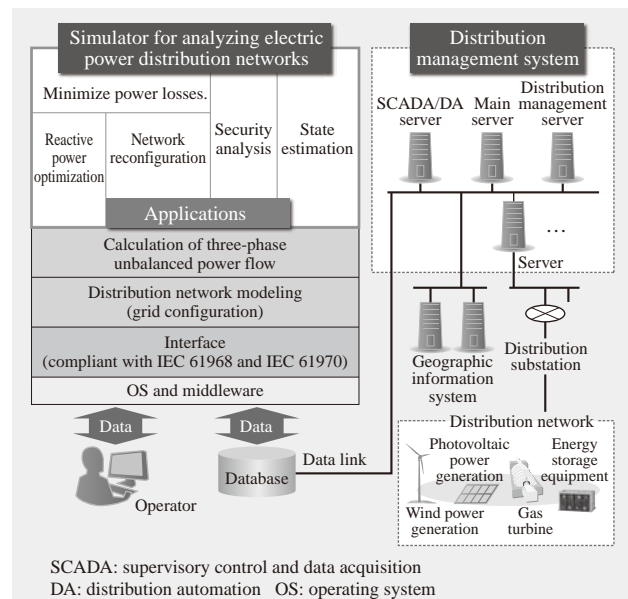 Simulator for analyzing electric
power distribution networks
Minimize power losses.
Reactive
power
optimization
Network
reconfiguration
Security
analysis
State
estimation
Applications
Calculation of three-phase
unbalanced power flow
Distribution network modeling
(grid configuration)
Interface
(compliant with IEC 61968 and IEC 61970)
OS and middleware
Data
Data
Operator
Database
Data link
Distribution
management system
SCADA/DA
server
Main
server
Distribution
management
server
...
Server
Geographic
information
system
Distribution
substation
Distribution network
Photovoltaic
power
generation
Energy
storage
equipment
Wind power
generation
Gas
turbine
SCADA: supervisory control and data acquisition
DA: distribution automation OS: operating system